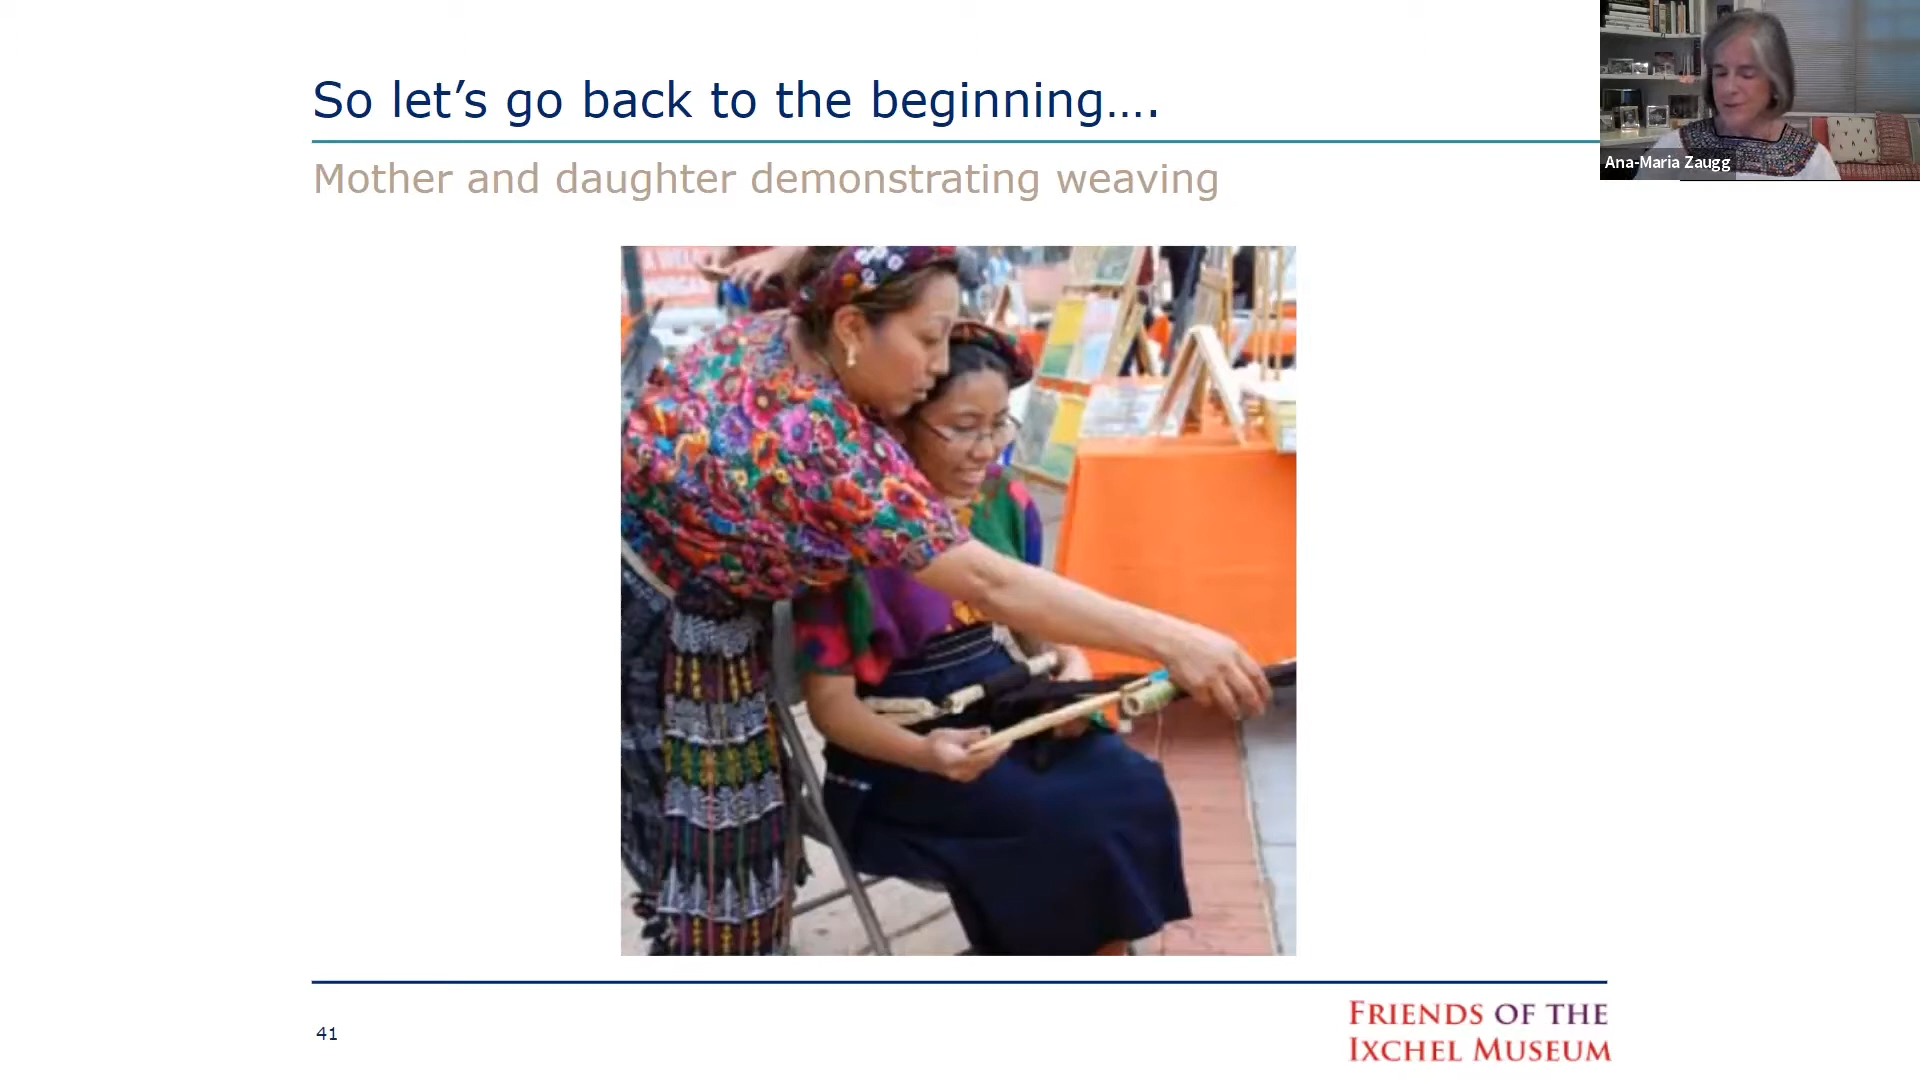 So let’s go back to the beginning….
Ana-Maria Zaugg
Mother and daughter demonstrating weaving
41
FRIENDS OF THE
IXCHEL MUSEUM